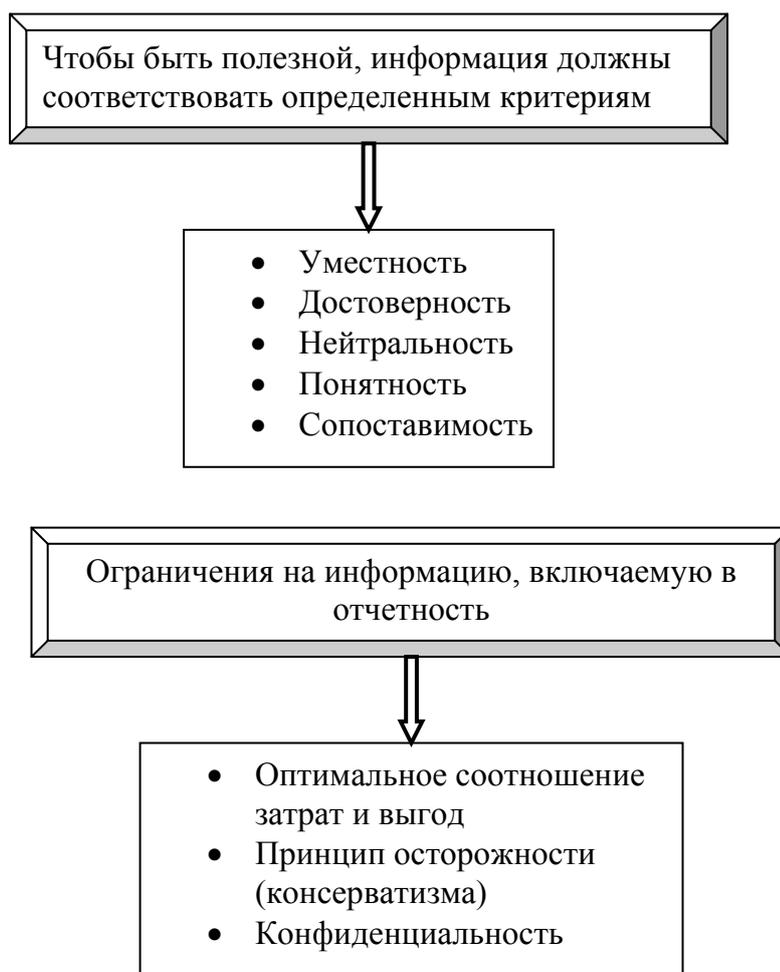 Чтобы быть полезной, информация должны
соответствовать определенным критериям
• Уместность
• Достоверность
• Нейтральность
• Понятность
• Сопоставимость
Ограничения на информацию, включаемую в
отчетность
• Оптимальное соотношение
затрат и выгод
• Принцип осторожности
(консерватизма)
• Конфиденциальность